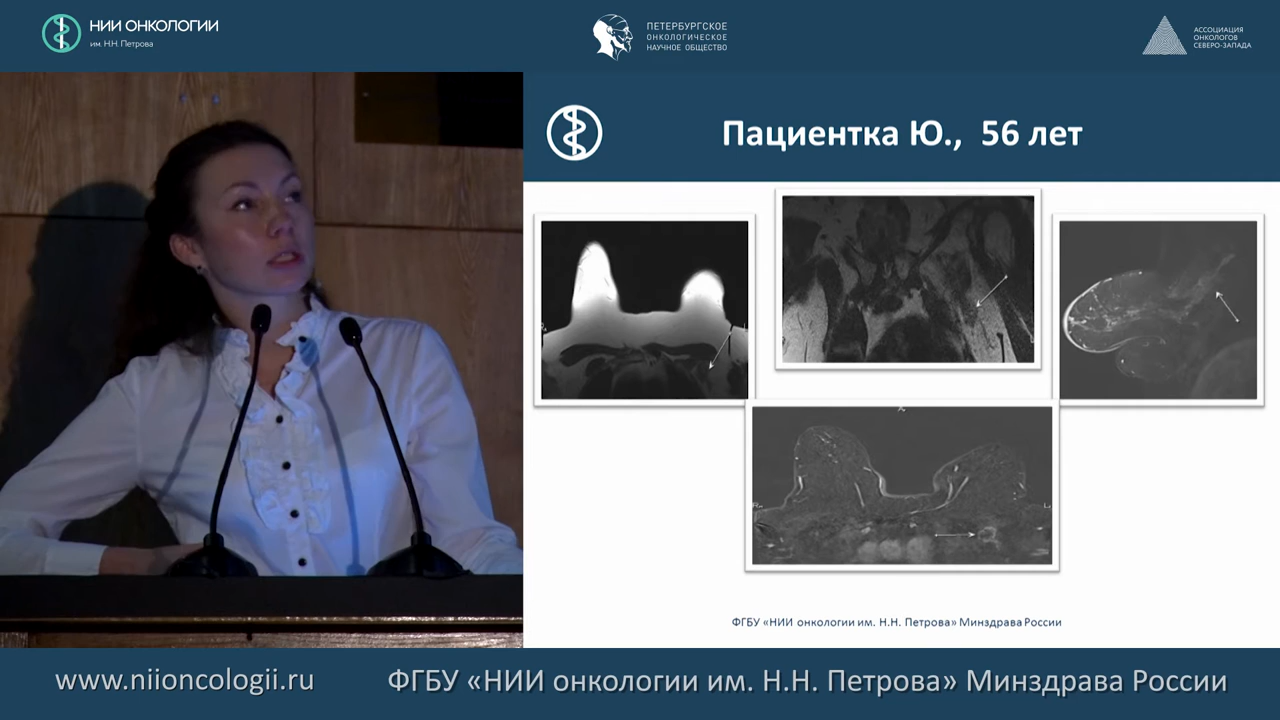 НИИ ОНКОЛОГИИ
им. Н.Н. Петрова
ПЕТЕРБУРГСКОЕ
ОНКОЛОГИЧЕСКОЕ
НАУЧНОЕ ОБЩЕСТВО
АССОЦИАЦИЯ
ОНКОЛОГОВ
СЕВЕРО-ЗАПАДА
Пациентка Ю., 56 лет
ФГБУ «НИИ онкологии им. Н.Н. Петрова» Минздрава России
www.niioncologii.ru
ФГБУ «НИИ онкологии им. Н.Н. Петрова» Минздрава России